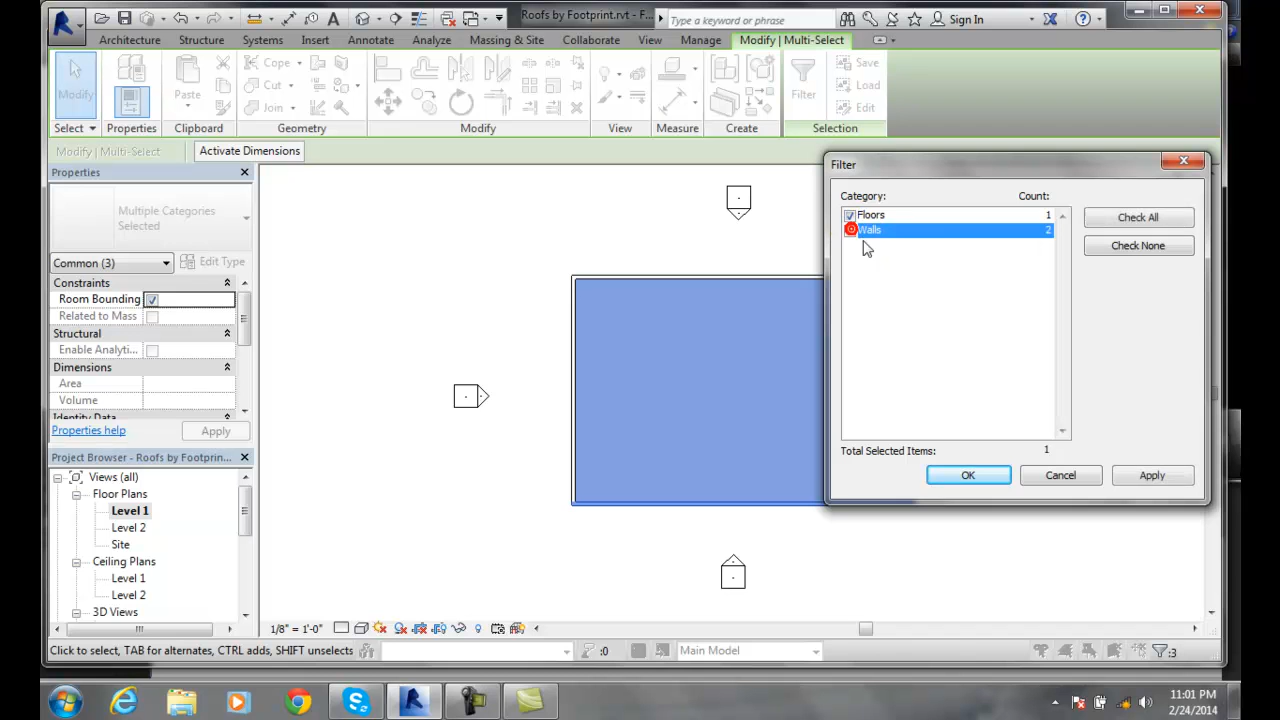 Roofs by Footprint.rvt - F...
Type a keyword or phrase
Sign In
Architecture Structure Systems Insert Annotate Analyze Massing & Site Collaborate View Manage Modify | Multi-Select
Modify
Properties
Paste
Cope
Cut
Join
Filter
Save
Load
Edit
Select Properties Clipboard Geometry Modify View Measure Create Selection
Modify | Multi-Select Activate Dimensions
Properties
Multiple Categories
Selected
Common (3) Edit Type
Constraints
Room Bounding
Related to Mass
Structural
Enable Analyti...
Dimensions
Area
Volume
Identity Data
Properties help Apply
Project Browser - Roofs by Footprin...
Views (all)
Floor Plans
Level 1
Level 2
Site
Ceiling Plans
Level 1
Level 2
3D Views
Filter
Category: Count:
Floors 1
Walls 2
Check All
Check None
Total Selected Items: 1
OK Cancel Apply
1/8" = 1'-0"
Click to select, TAB for alternates, CTRL adds, SHIFT unselects
:0
Main Model
:3
11:01 PM
2/24/2014